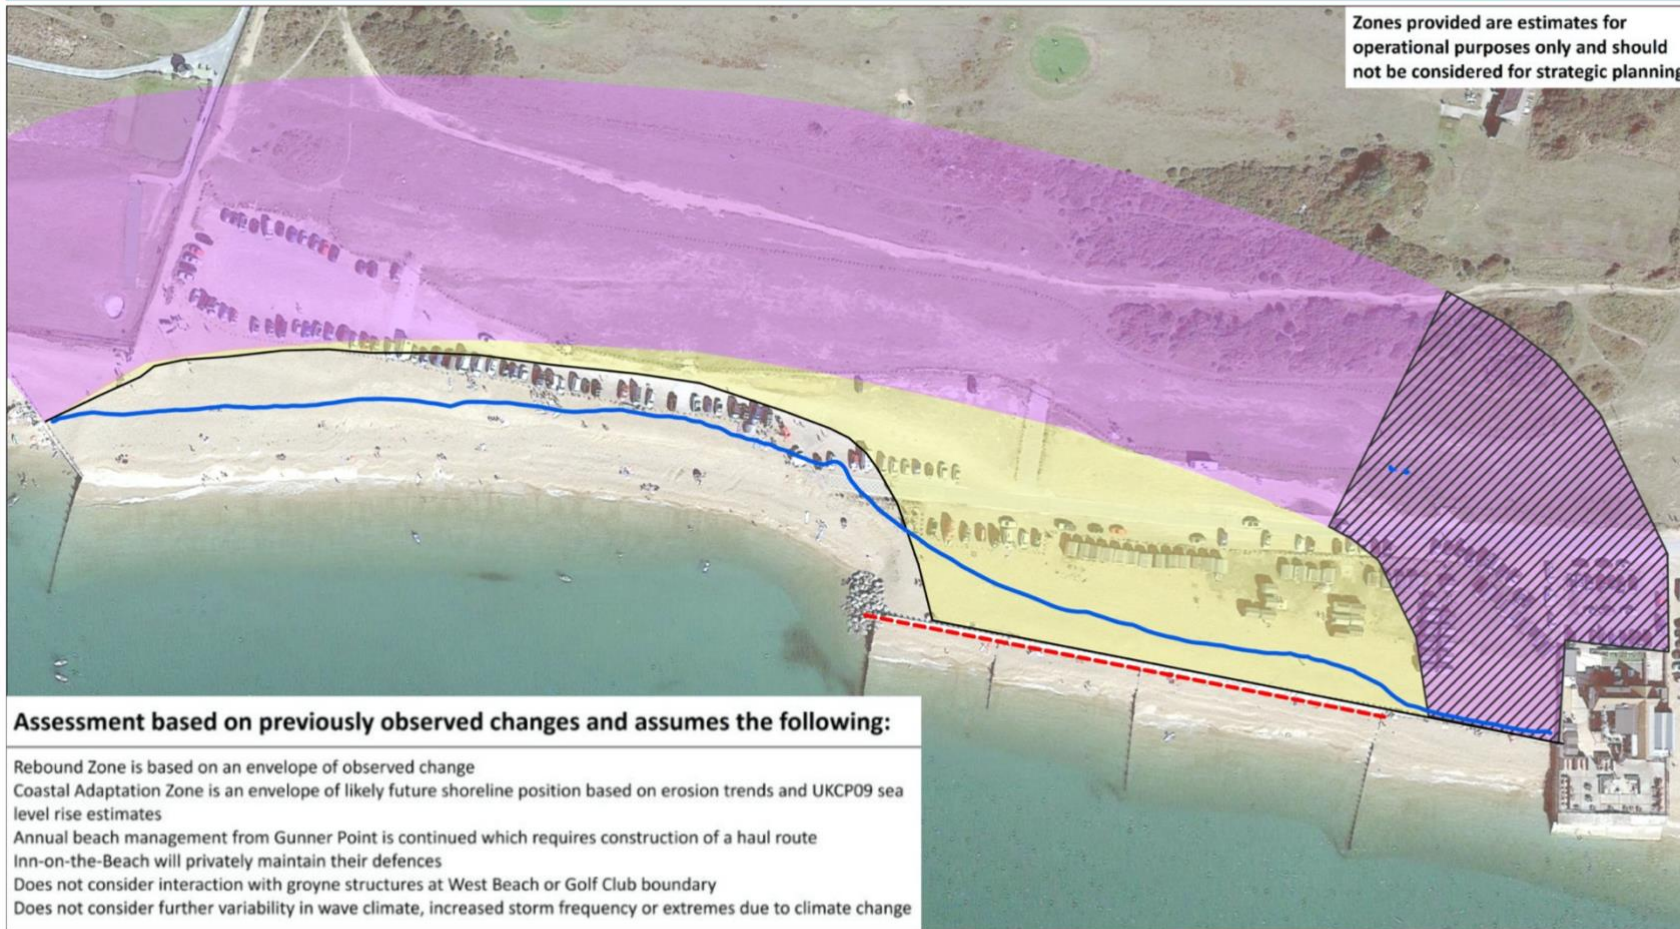 Zones provided are estimates for
operational purposes only and should
not be considered for strategic planning
Assessment based on previously observed changes and assumes the following:
Rebound Zone is based on an envelope of observed change
Coastal Adaptation Zone is an envelope of likely future shoreline position based on erosion trends and UKCP09 sea
level rise estimates
Annual beach management from Gunner Point is continued which requires construction of a haul route
Inn-on-the-Beach will privately maintain their defences
Does not consider interaction with groyne structures at West Beach or Golf Club boundary
Does not consider further variability in wave climate, increased storm frequency or extremes due to climate change